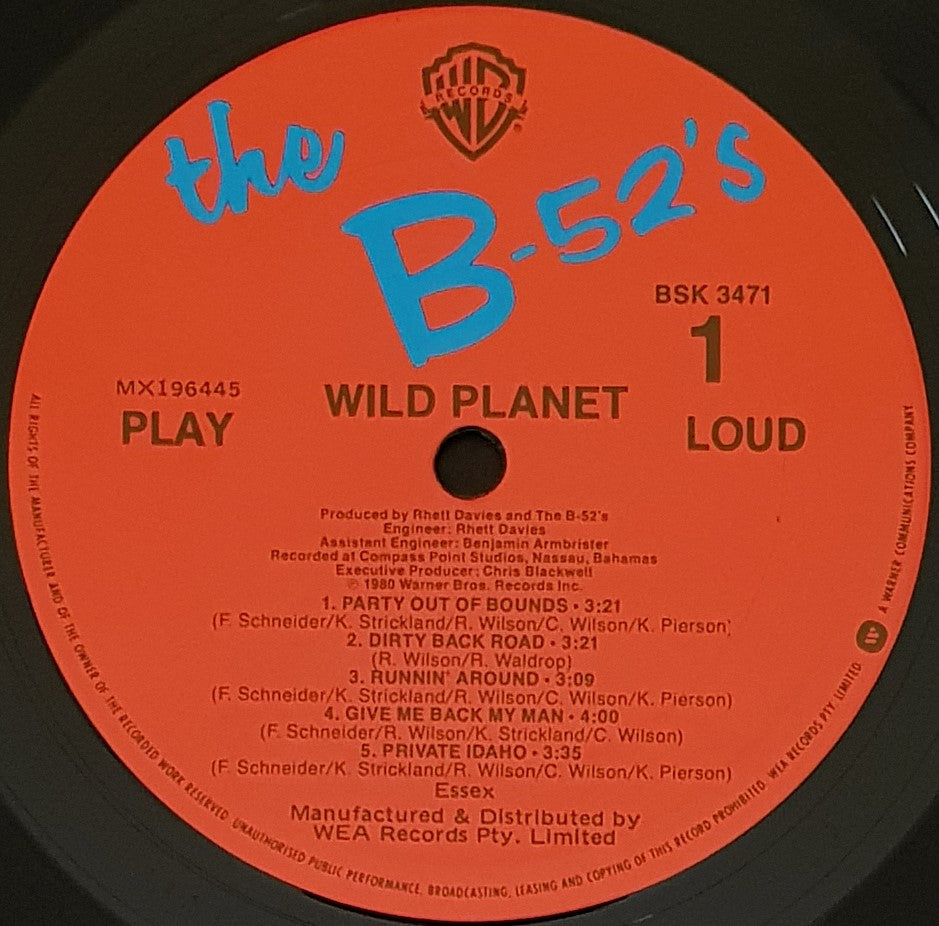 RECORDS
the
B-52's
BSK 3471
1
MX196445
WILD PLANET
PLAY
LOUD
Produced by Rhett Davies and The B-52's
Engineer: Rhett Davies
Assistant Engineer: Benjamin Armbrister
Recorded at Compass Point Studios, Nassau, Bahamas
Executive Producer: Chris Blackwell
℗ 1980 Warner Bros. Records Inc.
1. PARTY OUT OF BOUNDS • 3:21
(F. Schneider/K. Strickland/R. Wilson/C. Wilson/K. Pierson)
2. DIRTY BACK ROAD • 3:21
(R. Wilson/R. Waldrop)
3. RUNNIN' AROUND • 3:09
(F. Schneider/K. Strickland/R. Wilson/C. Wilson/K. Pierson)
4. GIVE ME BACK MY MAN • 4:00
(F. Schneider/R. Wilson/K. Strickland/C. Wilson)
5. PRIVATE IDAHO • 3:35
(F. Schneider/K. Strickland/R. Wilson/C. Wilson/K. Pierson)
Essex
Manufactured & Distributed by
WEA Records Pty. Limited
ALL RIGHTS OF THE MANUFACTURER AND OF THE OWNER OF THE RECORDED WORK RESERVED. UNAUTHORISED PUBLIC PERFORMANCE, BROADCASTING, LEASING AND COPYING OF THIS RECORD PROHIBITED. WEA RECORDS PTY. LIMITED. A WARNER COMMUNICATIONS COMPANY